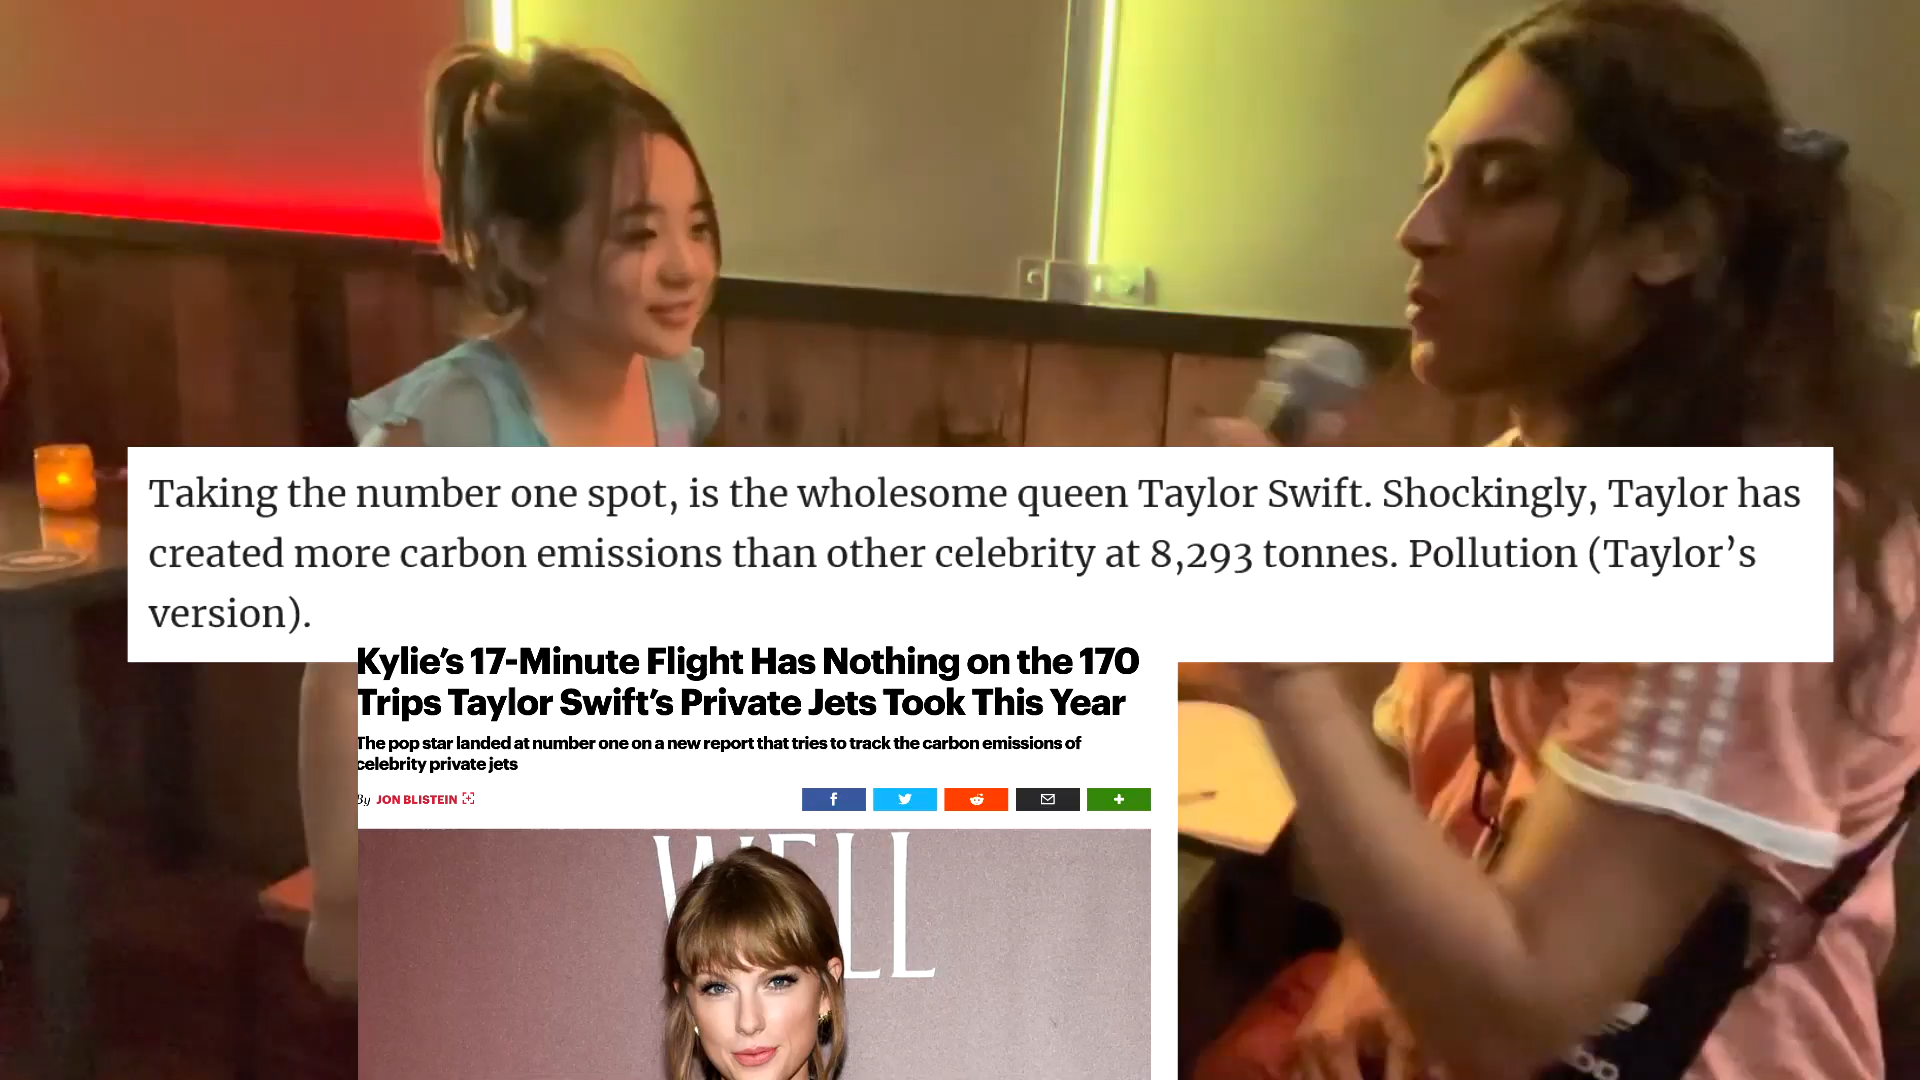 Taking the number one spot, is the wholesome queen Taylor Swift. Shockingly, Taylor has
created more carbon emissions than other celebrity at 8,293 tonnes. Pollution (Taylor’s
version).
Kylie’s 17-Minute Flight Has Nothing on the 170
Trips Taylor Swift’s Private Jets Took This Year
The pop star landed at number one on a new report that tries to track the carbon emissions of
celebrity private jets
By JON BLISTEIN
WELL